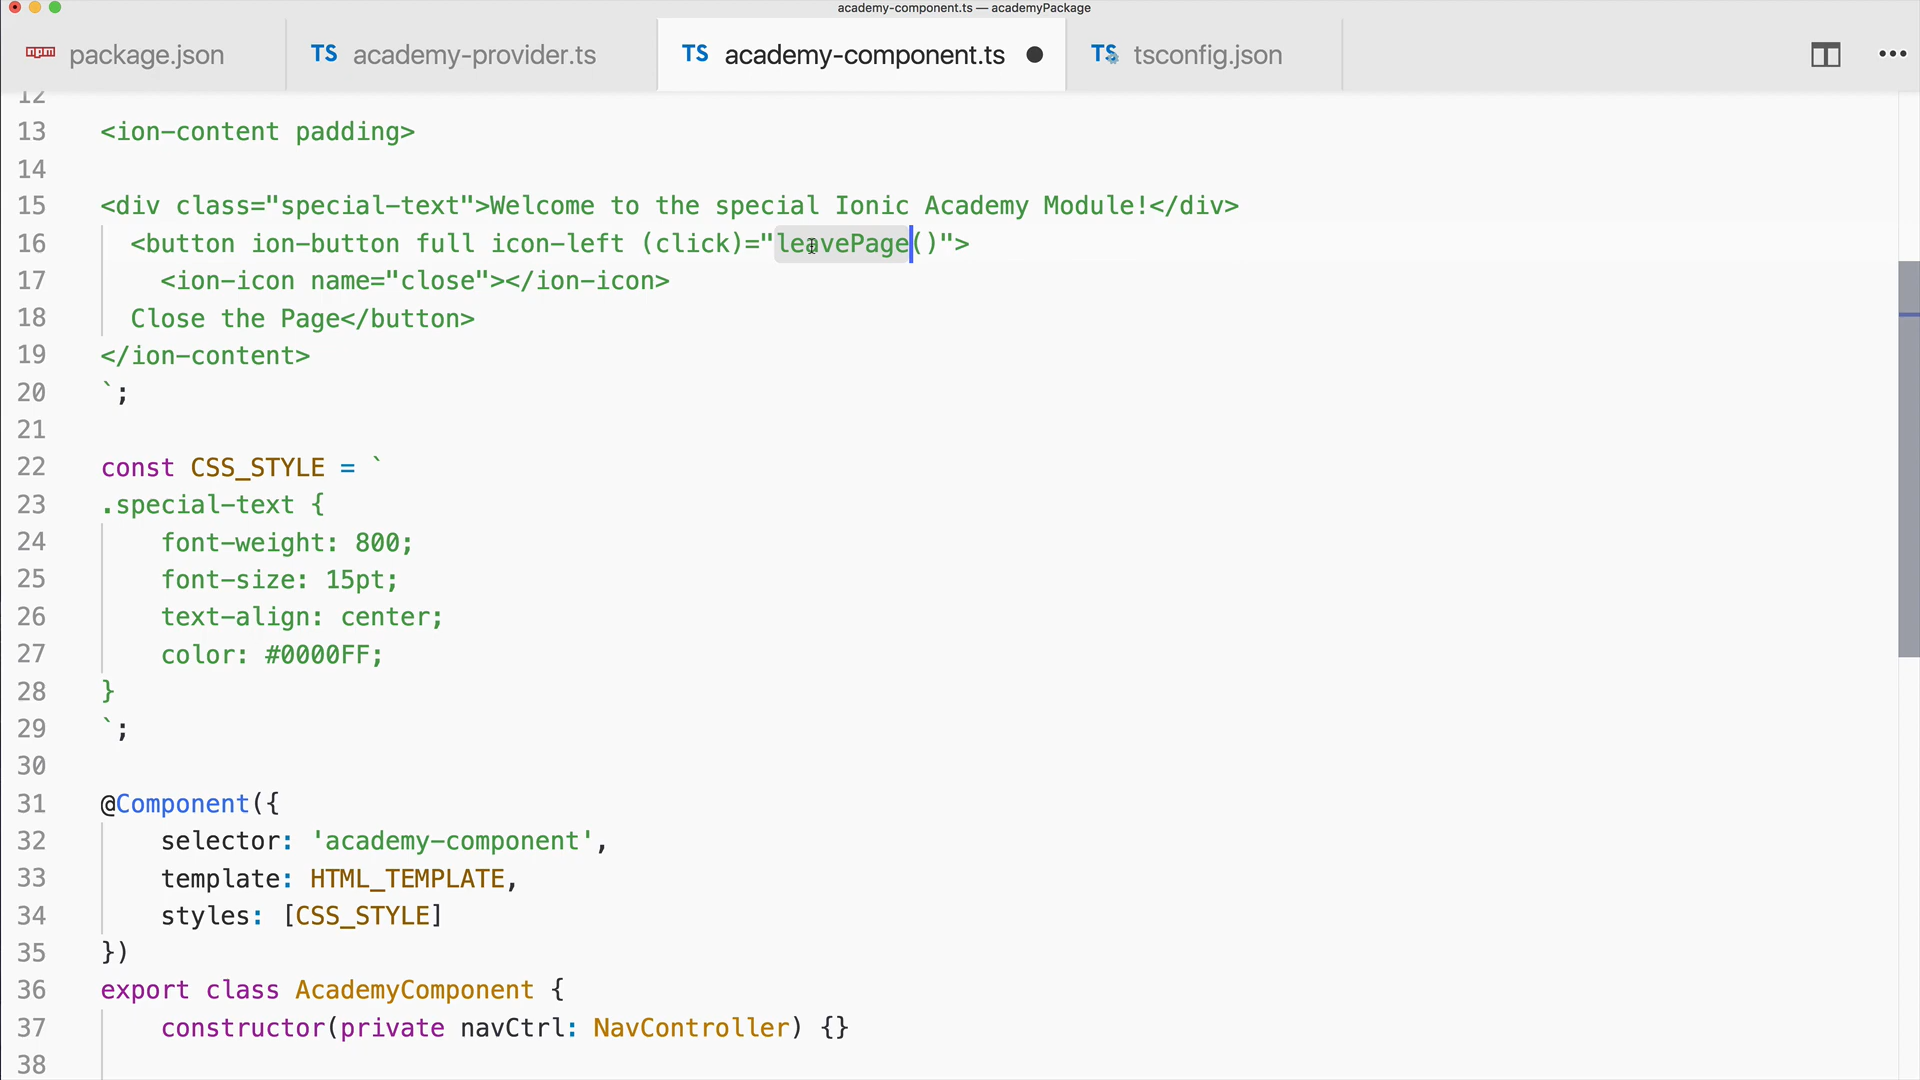 academy-component.ts — academyPackage
package.json
TS academy-provider.ts
TS academy-component.ts
TS tsconfig.json
12
13 <ion-content padding>
14
15 <div class="special-text">Welcome to the special Ionic Academy Module!</div>
16 <button ion-button full icon-left (click)="leavePage()">
17 <ion-icon name="close"></ion-icon>
18 Close the Page</button>
19 </ion-content>
20 `;
21
22 const CSS_STYLE = `
23 .special-text {
24 font-weight: 800;
25 font-size: 15pt;
26 text-align: center;
27 color: #0000FF;
28 }
29 `;
30
31 @Component({
32 selector: 'academy-component',
33 template: HTML_TEMPLATE,
34 styles: [CSS_STYLE]
35 })
36 export class AcademyComponent {
37 constructor(private navCtrl: NavController) {}
38